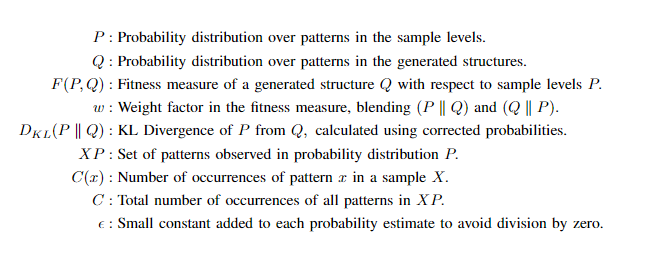 P : Probability distribution over patterns in the sample levels.
Q : Probability distribution over patterns in the generated structures.
F(P, Q) : Fitness measure of a generated structure Q with respect to sample levels P.
w : Weight factor in the fitness measure, blending (P ∥ Q) and (Q ∥ P).
D_{KL}(P ∥ Q) : KL Divergence of P from Q, calculated using corrected probabilities.
XP : Set of patterns observed in probability distribution P.
C(x) : Number of occurrences of pattern x in a sample X.
C : Total number of occurrences of all patterns in XP.
ϵ : Small constant added to each probability estimate to avoid division by zero.